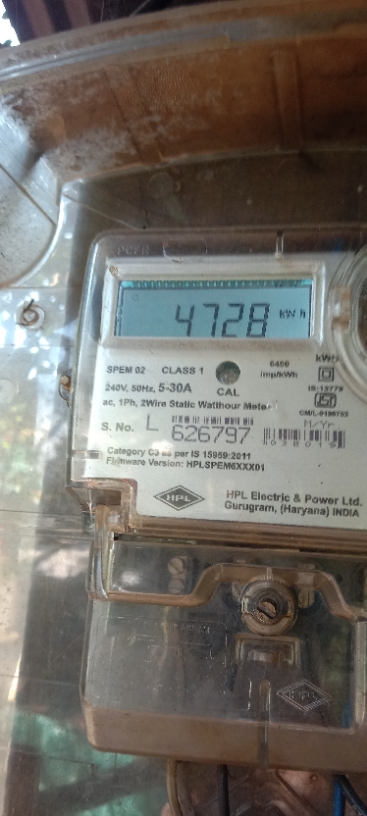 4728 kWh
SPEM 02 CLASS 1 6400 imp/kWh
240V, 50Hz, 5-30A CAL
ac, 1Ph, 2Wire Static Watthour Meter
S. No. L 626797
M/Yr.
Category C3 as per IS 15959:2011
Firmware Version: HPLSPEM6XXX01
HPL
HPL Electric & Power Ltd.
Gurugram, (Haryana) INDIA
HPL